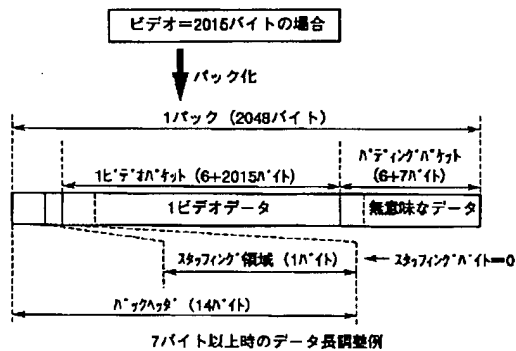 ビデオ＝2015バイトの場合
パック化
1パック（2048バイト）
1ﾋﾞﾃﾞｵﾊﾟｹｯﾄ（6+2015ﾊﾞｲﾄ）
ﾊﾟﾃﾞｨﾝｸﾞﾊﾟｹｯﾄ
（6+7ﾊﾞｲﾄ）
1ビデオデータ
無意味なデータ
ｽﾀｯﾌｨﾝｸﾞ領域（1ﾊﾞｲﾄ）
ｽﾀｯﾌｨﾝｸﾞﾊﾞｲﾄ=0
ﾊﾟｯｸﾍｯﾀﾞ（14ﾊﾞｲﾄ）
7バイト以上時のデータ長調整例